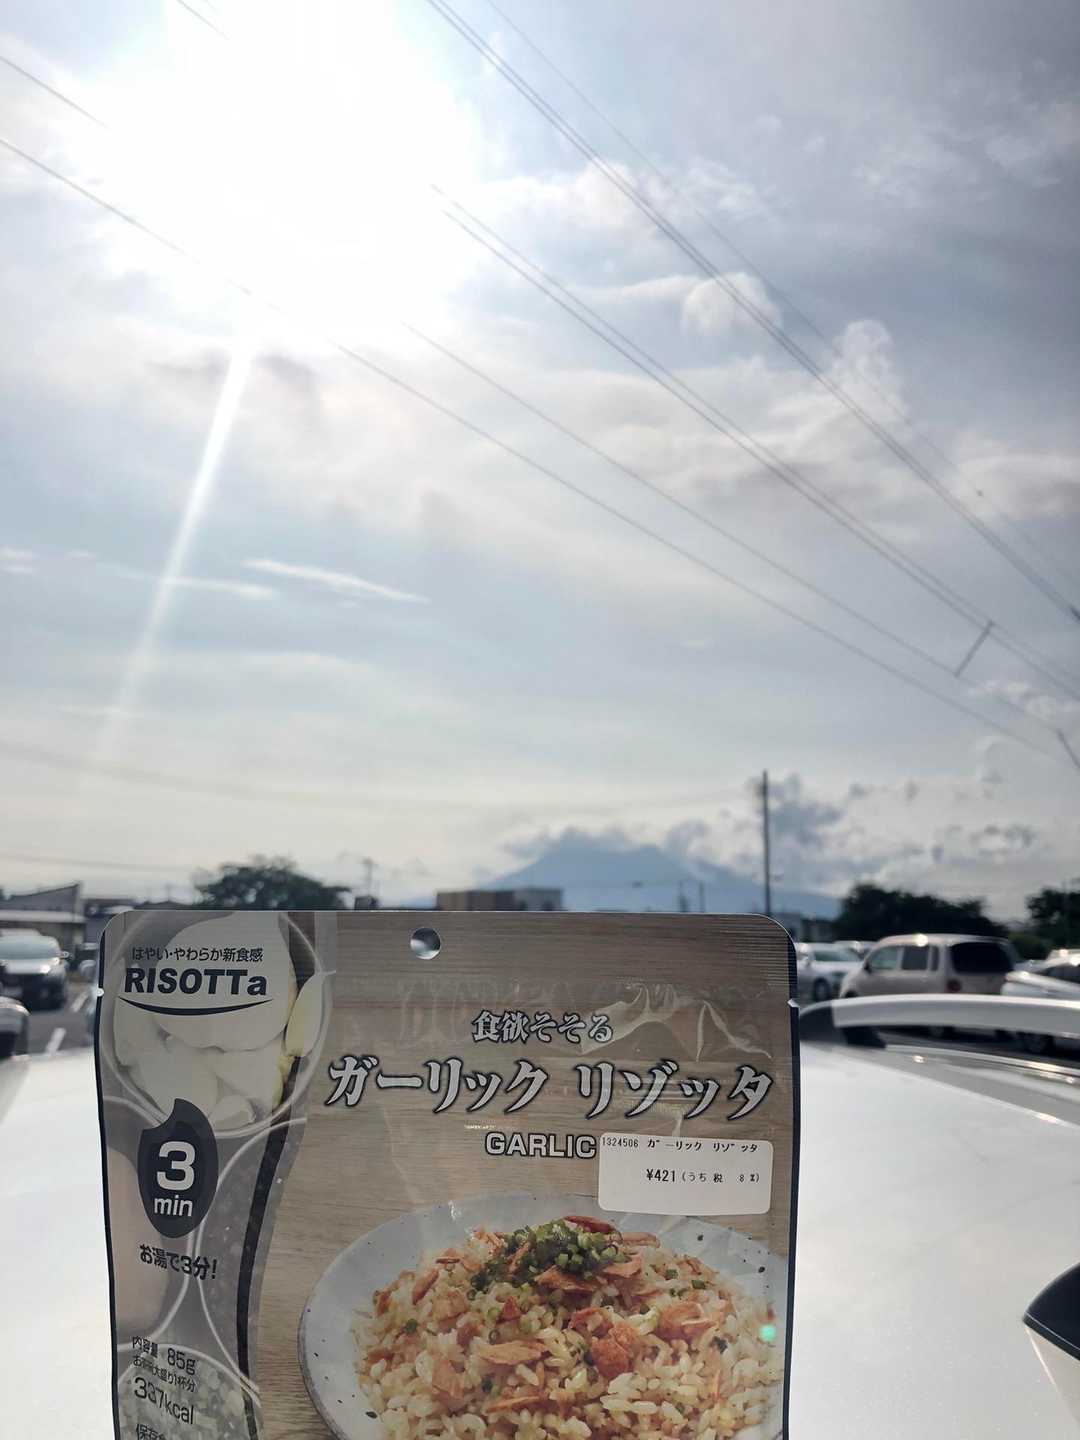 はやい・やわらか新食感
RISOTTa
食欲そそる
ガーリック リゾッタ
GARLIC
1324506 ガーリック リゾッタ
¥421(うち税 8%)
3
min
お湯で3分!
内容量 85g
337kcal